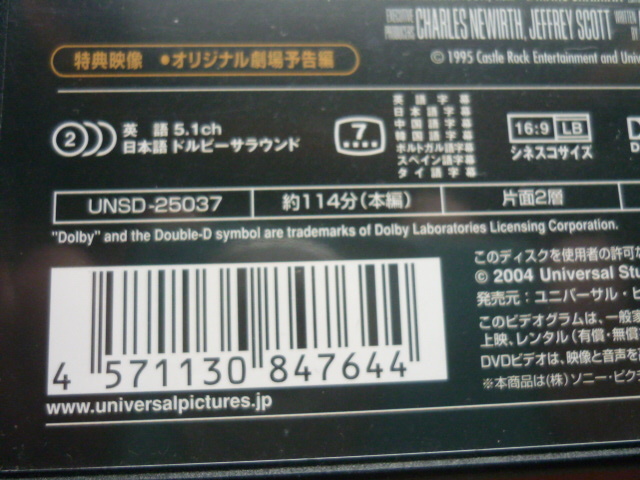 CHARLES NEWIRTH, JEFFREY SCOTT
© 1995 Castle Rock Entertainment and Univ
特典映像 ●オリジナル劇場予告編
2 英 語 5.1ch
日本語 ドルビーサラウンド
7
英 語 字 幕
日 本 語 字 幕
中 国 語 字 幕
韓 国 語 字 幕
ポルトガル語字幕
スペイン語字幕
タ イ 語 字 幕
16:9 LB
シネスコサイズ
UNSD-25037 約114分(本編) 片面2層
"Dolby" and the Double-D symbol are trademarks of Dolby Laboratories Licensing Corporation.
このディスクを使用者の許可な
© 2004 Universal Stu
発売元:ユニバーサル・ピ
このビデオグラムは、一般家
上映、レンタル(有償・無償
DVDビデオは、映像と音声を
※本商品は(株)ソニー・ピクチ
4 571130 847644
www.universalpictures.jp